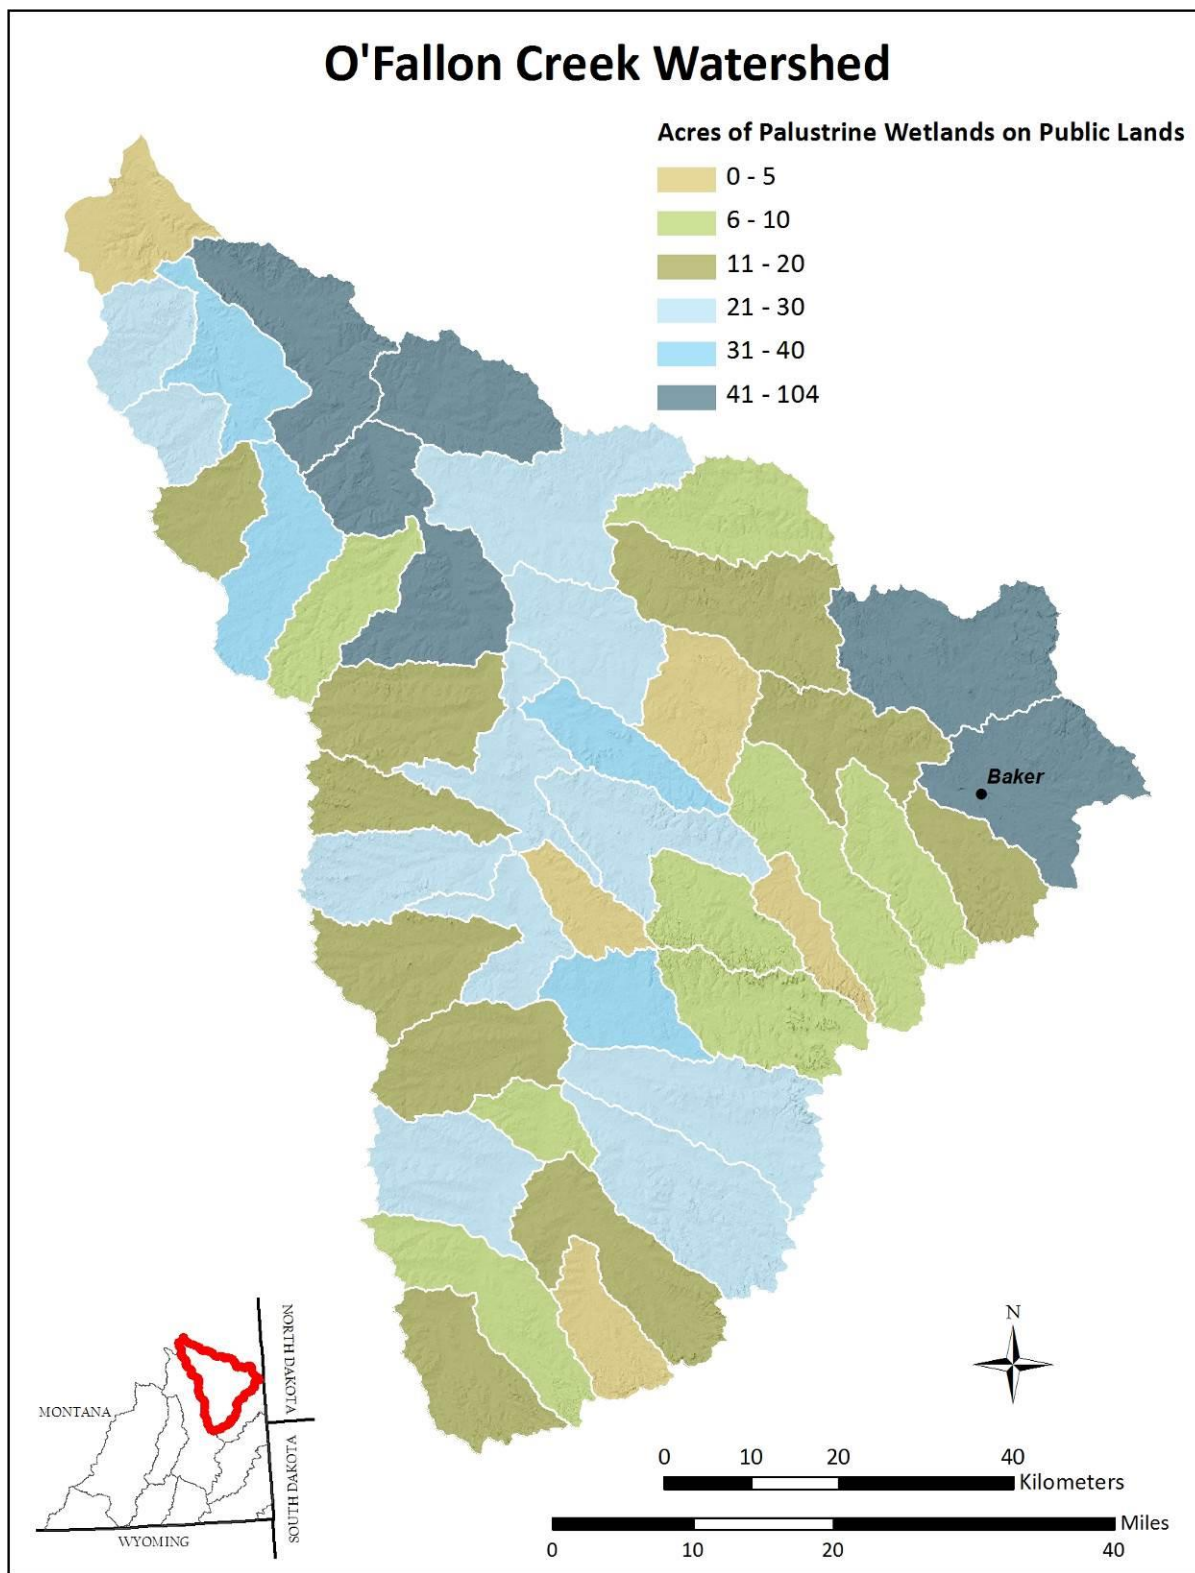 O'Fallon Creek Watershed
Acres of Palustrine Wetlands on Public Lands
0 - 5
6 - 10
11 - 20
21 - 30
31 - 40
41 - 104
Baker
NORTH DAKOTA
MONTANA
SOUTH DAKOTA
WYOMING
N
0 10 20 40
Kilometers
Miles
0 10 20 40